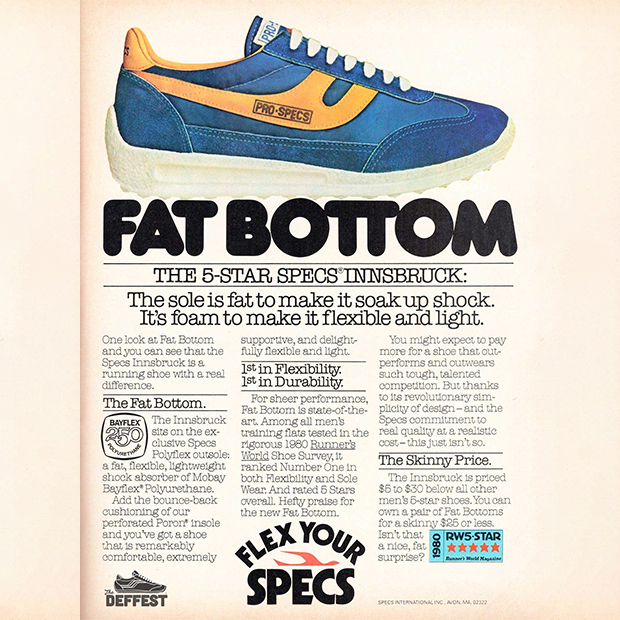 PRO-
SPECS
PRO-SPECS
FAT BOTTOM
THE 5-STAR SPECS® INNSBRUCK:
The sole is fat to make it soak up shock.
It's foam to make it flexible and light.
One look at Fat Bottom
and you can see that the
Specs Innsbruck is a
running shoe with a real
difference.
The Fat Bottom.
BAYFLEX
250
POLYURETHANE
The Innsbruck
sits on the ex-
clusive Specs
Polyflex outsole:
a fat, flexible, lightweight
shock absorber of Mobay
Bayflex® Polyurethane.
Add the bounce-back
cushioning of our
perforated Poron® insole
and you've got a shoe
that is remarkably
comfortable, extremely
supportive, and delight-
fully flexible and light.
1st in Flexibility.
1st in Durability.
For sheer performance,
Fat Bottom is state-of-the-
art. Among all men's
training flats tested in the
rigorous 1980 Runner's
World Shoe Survey, it
ranked Number One in
both Flexibility and Sole
Wear. And rated 5 Stars
overall. Hefty praise for
the new Fat Bottom.
You might expect to pay
more for a shoe that out-
performs and outwears
such tough, talented
competition. But thanks
to its revolutionary sim-
plicity of design – and the
Specs commitment to
real quality at a realistic
cost – this just isn't so.
The Skinny Price.
The Innsbruck is priced
$5 to $30 below all other
men's 5-star shoes. You can
own a pair of Fat Bottoms
for a skinny $25 or less.
Isn't that
a nice, fat
surprise?
1980
RW5-STAR
Runner's World Magazine
FLEX YOUR
SPECS
The
DEFFEST
SPECS INTERNATIONAL INC., AVON, MA. 02322